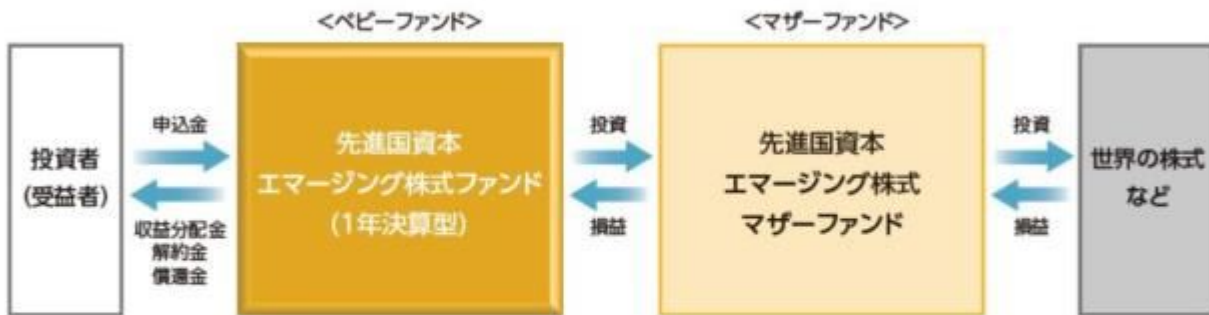 <ベビーファンド>
<マザーファンド>
投資者
(受益者)
申込金
収益分配金
解約金
償還金
先進国資本
エマージング株式ファンド
(1年決算型)
投資
損益
先進国資本
エマージング株式
マザーファンド
投資
損益
世界の株式
など